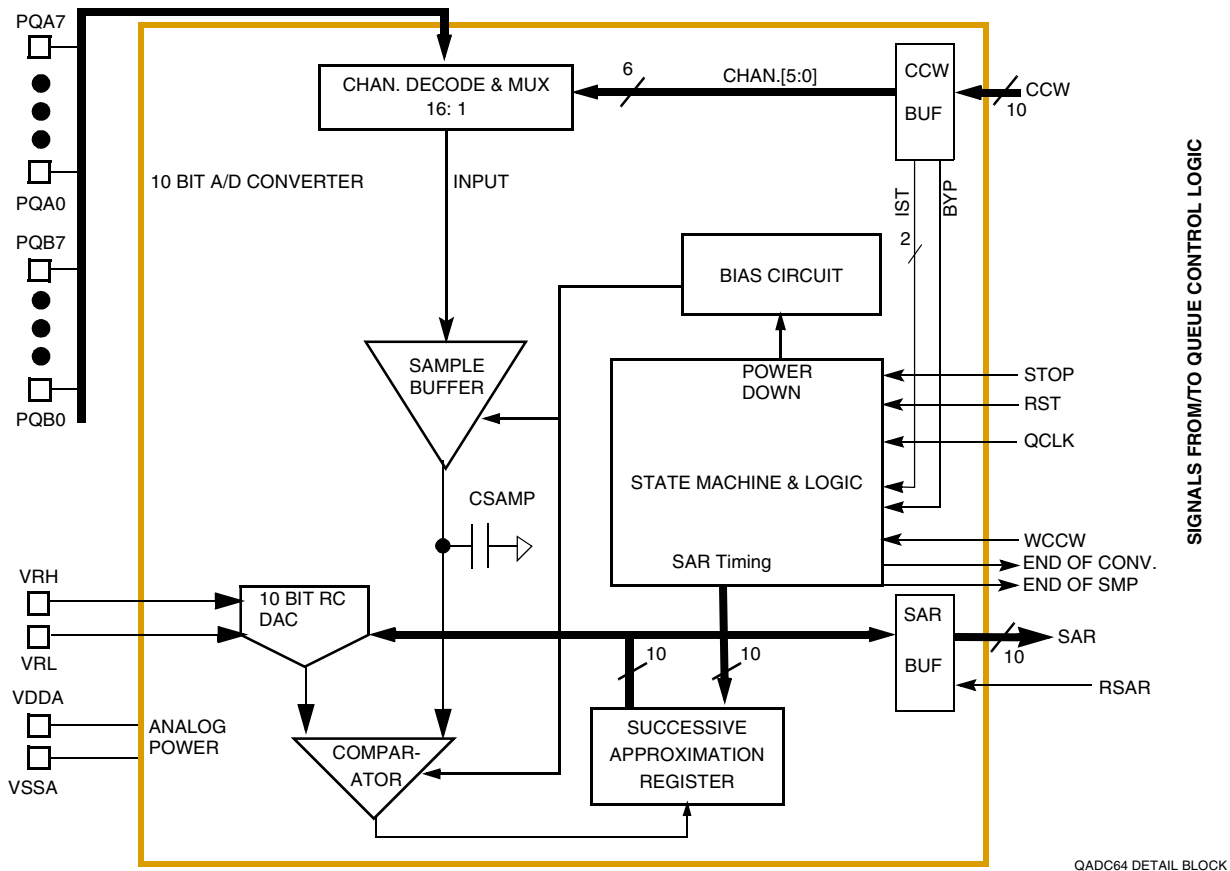 PQA7
PQA0
PQB7
PQB0
CHAN. DECODE & MUX
16: 1
6
CHAN.[5:0]
CCW
BUF
CCW
10
10 BIT A/D CONVERTER
INPUT
IST
BYP
2
BIAS CIRCUIT
SAMPLE
BUFFER
POWER
DOWN
STATE MACHINE & LOGIC
SAR Timing
STOP
RST
QCLK
WCCW
END OF CONV.
END OF SMP
CSAMP
VRH
VRL
10 BIT RC
DAC
SAR
BUF
SAR
10
RSAR
10
10
VDDA
VSSA
ANALOG
POWER
COMPAR-
ATOR
SUCCESSIVE
APPROXIMATION
REGISTER
SIGNALS FROM/TO QUEUE CONTROL LOGIC
QADC64 DETAIL BLOCK